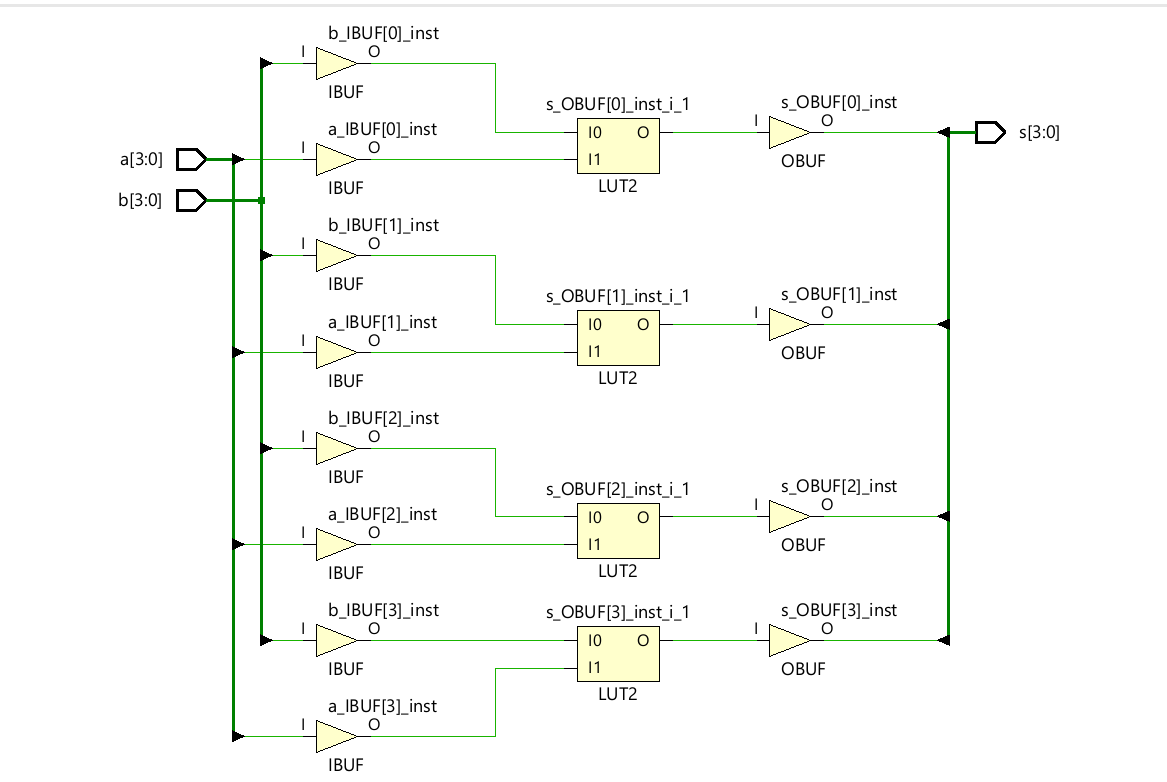 b_IBUF[0]_inst
I O
IBUF
s_OBUF[0]_inst_i_1
I0 O
I1
LUT2
s_OBUF[0]_inst
I O
OBUF
s[3:0]
a_IBUF[0]_inst
I O
IBUF
a[3:0]
b[3:0]
b_IBUF[1]_inst
I O
IBUF
s_OBUF[1]_inst_i_1
I0 O
I1
LUT2
s_OBUF[1]_inst
I O
OBUF
a_IBUF[1]_inst
I O
IBUF
b_IBUF[2]_inst
I O
IBUF
s_OBUF[2]_inst_i_1
I0 O
I1
LUT2
s_OBUF[2]_inst
I O
OBUF
a_IBUF[2]_inst
I O
IBUF
b_IBUF[3]_inst
I O
IBUF
s_OBUF[3]_inst_i_1
I0 O
I1
LUT2
s_OBUF[3]_inst
I O
OBUF
a_IBUF[3]_inst
I O
IBUF